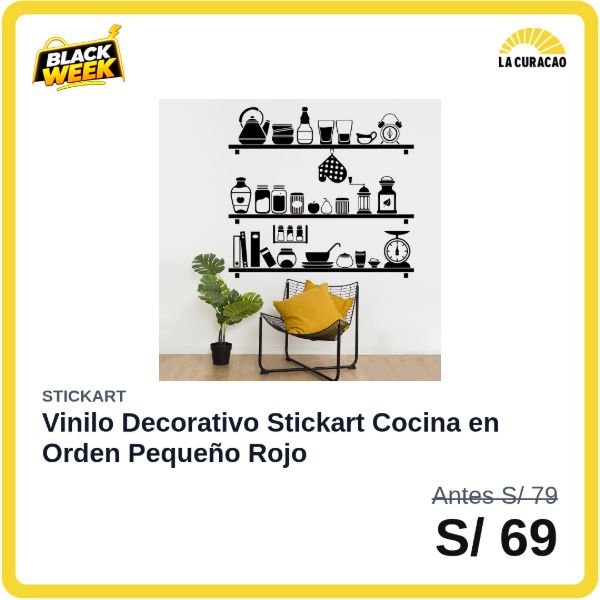 BLACK
WEEK
LA CURACAO
STICKART
Vinilo Decorativo Stickart Cocina en
Orden Pequeño Rojo
Antes S/ 79
S/ 69